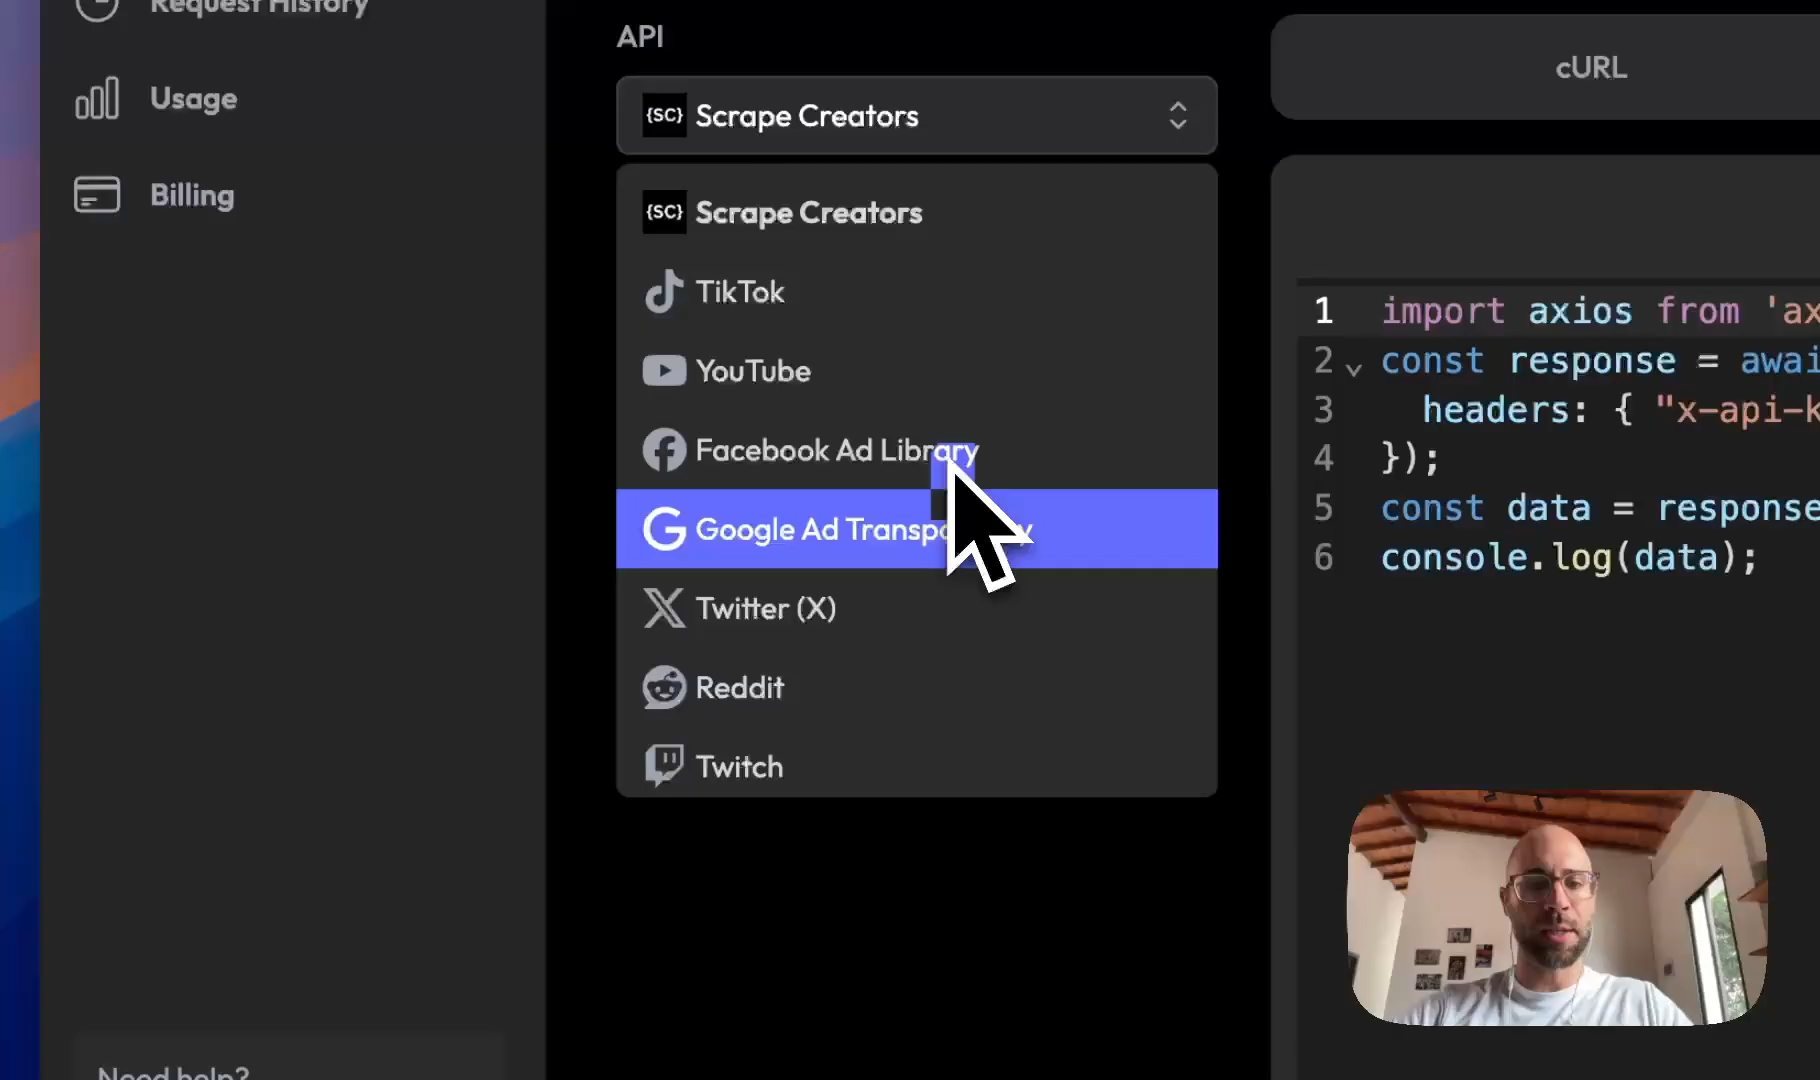 Request History
Usage
Billing
Need help?
API
{SC} Scrape Creators
{SC} Scrape Creators
TikTok
YouTube
Facebook Ad Library
Google Ad
Twitter (X)
Reddit
Twitch
cURL
1 import axios from 'ax
2 const response = awai
3 headers: { "x-api-k
4 });
5 const data = response
6 console.log(data);